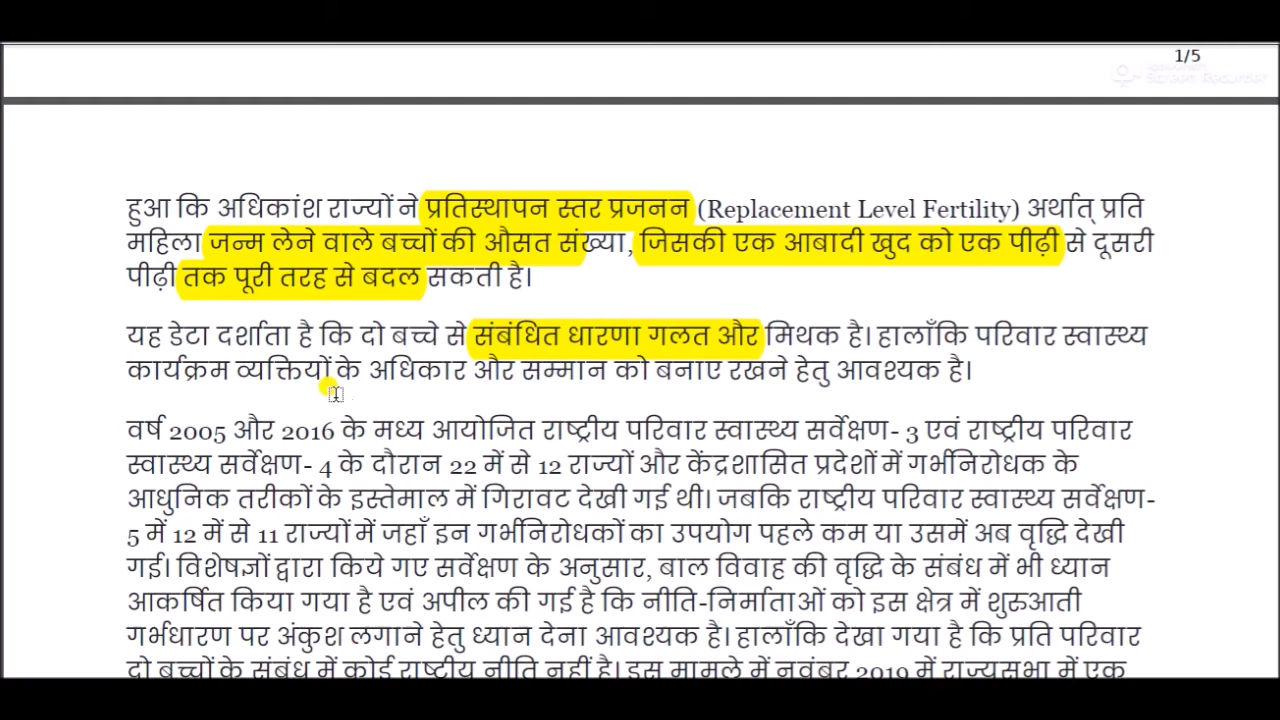 1/5
Screen Recorder
हुआ कि अधिकांश राज्यों ने प्रतिस्थापन स्तर प्रजनन (Replacement Level Fertility) अर्थात् प्रति
महिला जन्म लेने वाले बच्चों की औसत संख्या, जिसकी एक आबादी खुद को एक पीढ़ी से दूसरी
पीढ़ी तक पूरी तरह से बदल सकती है।
यह डेटा दर्शाता है कि दो बच्चे से संबंधित धारणा गलत और मिथक है। हालाँकि परिवार स्वास्थ्य
कार्यक्रम व्यक्तियों के अधिकार और सम्मान को बनाए रखने हेतु आवश्यक है।
वर्ष 2005 और 2016 के मध्य आयोजित राष्ट्रीय परिवार स्वास्थ्य सर्वेक्षण- 3 एवं राष्ट्रीय परिवार
स्वास्थ्य सर्वेक्षण- 4 के दौरान 22 में से 12 राज्यों और केंद्रशासित प्रदेशों में गर्भनिरोधक के
आधुनिक तरीकों के इस्तेमाल में गिरावट देखी गई थी। जबकि राष्ट्रीय परिवार स्वास्थ्य सर्वेक्षण-
5 में 12 में से 11 राज्यों में जहाँ इन गर्भनिरोधकों का उपयोग पहले कम या उसमें अब वृद्धि देखी
गई। विशेषज्ञों द्वारा किये गए सर्वेक्षण के अनुसार, बाल विवाह की वृद्धि के संबंध में भी ध्यान
आकर्षित किया गया है एवं अपील की गई है कि नीति-निर्माताओं को इस क्षेत्र में शुरुआती
गर्भधारण पर अंकुश लगाने हेतु ध्यान देना आवश्यक है। हालाँकि देखा गया है कि प्रति परिवार
दो बच्चों के संबंध में कोई राष्ट्रीय नीति नहीं है। इस मामले में नवंबर 2019 में राज्यसभा में एक